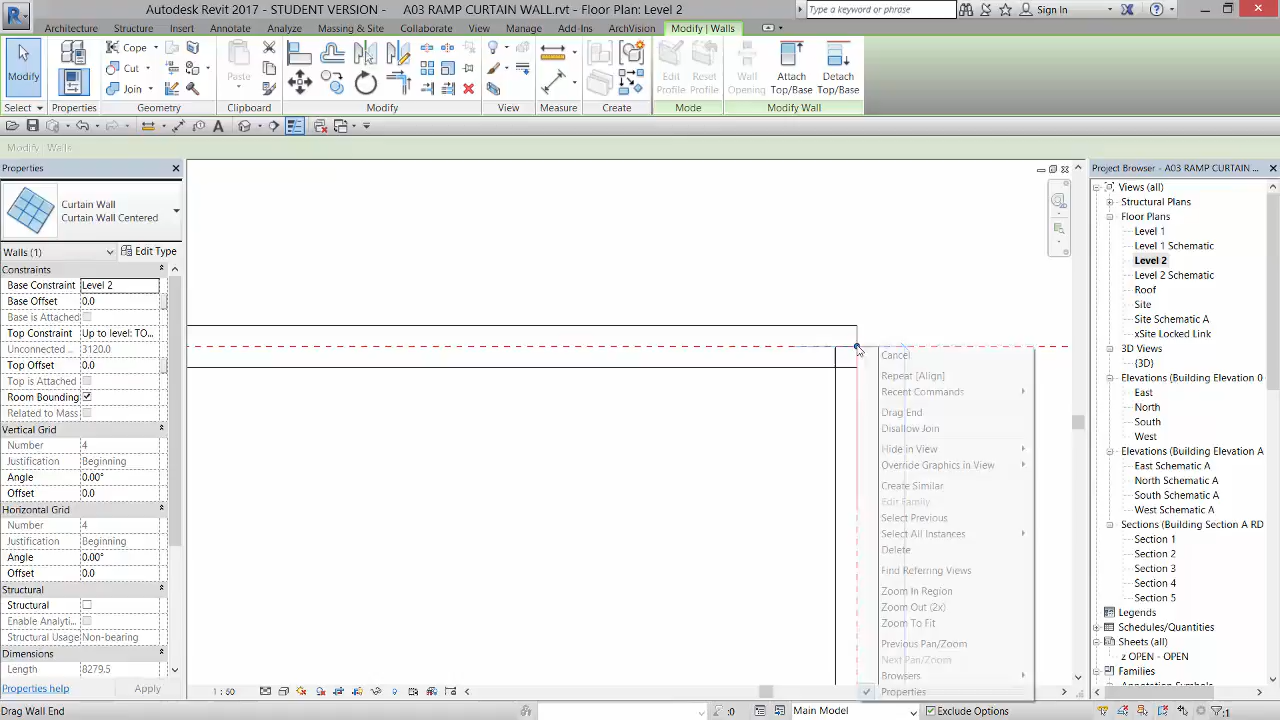 Autodesk Revit 2017 - STUDENT VERSION - A03 RAMP CURTAIN WALL.rvt - Floor Plan: Level 2
Type a keyword or phrase
Sign In
R
Architecture Structure Insert Annotate Analyze Massing & Site Collaborate View Manage Add-Ins ArchVision Modify | Walls
Modify
Cope
Cut
Join
Paste
Edit Profile
Reset Profile
Wall Opening
Attach Top/Base
Detach Top/Base
Select Properties Geometry Clipboard Modify View Measure Create Mode Modify Wall
Modify | Walls
Properties
Curtain Wall
Curtain Wall Centered
Walls (1)
Edit Type
Constraints
Base Constraint Level 2
Base Offset 0.0
Base is Attached
Top Constraint Up to level: TO...
Unconnected ... 3120.0
Top Offset 0.0
Top is Attached
Room Bounding
Related to Mass
Vertical Grid
Number 4
Justification Beginning
Angle 0.00°
Offset 0.0
Horizontal Grid
Number 4
Justification Beginning
Angle 0.00°
Offset 0.0
Structural
Structural
Enable Analyti...
Structural Usage Non-bearing
Dimensions
Length 8279.5
Properties help
Apply
Cancel
Repeat [Align]
Recent Commands
Drag End
Disallow Join
Hide in View
Override Graphics in View
Create Similar
Edit Family
Select Previous
Select All Instances
Delete
Find Referring Views
Zoom In Region
Zoom Out (2x)
Zoom To Fit
Previous Pan/Zoom
Next Pan/Zoom
Browsers
Properties
Project Browser - A03 RAMP CURTAIN ...
Views (all)
Structural Plans
Floor Plans
Level 1
Level 1 Schematic
Level 2
Level 2 Schematic
Roof
Site
Site Schematic A
xSite Locked Link
3D Views
{3D}
Elevations (Building Elevation 0
East
North
South
West
Elevations (Building Elevation A
East Schematic A
North Schematic A
South Schematic A
West Schematic A
Sections (Building Section A RD
Section 1
Section 2
Section 3
Section 4
Section 5
Legends
Schedules/Quantities
Sheets (all)
z OPEN - OPEN
Families
Annotation Symbols
1 : 50
Drag Wall End
:0
Main Model
Exclude Options
:1